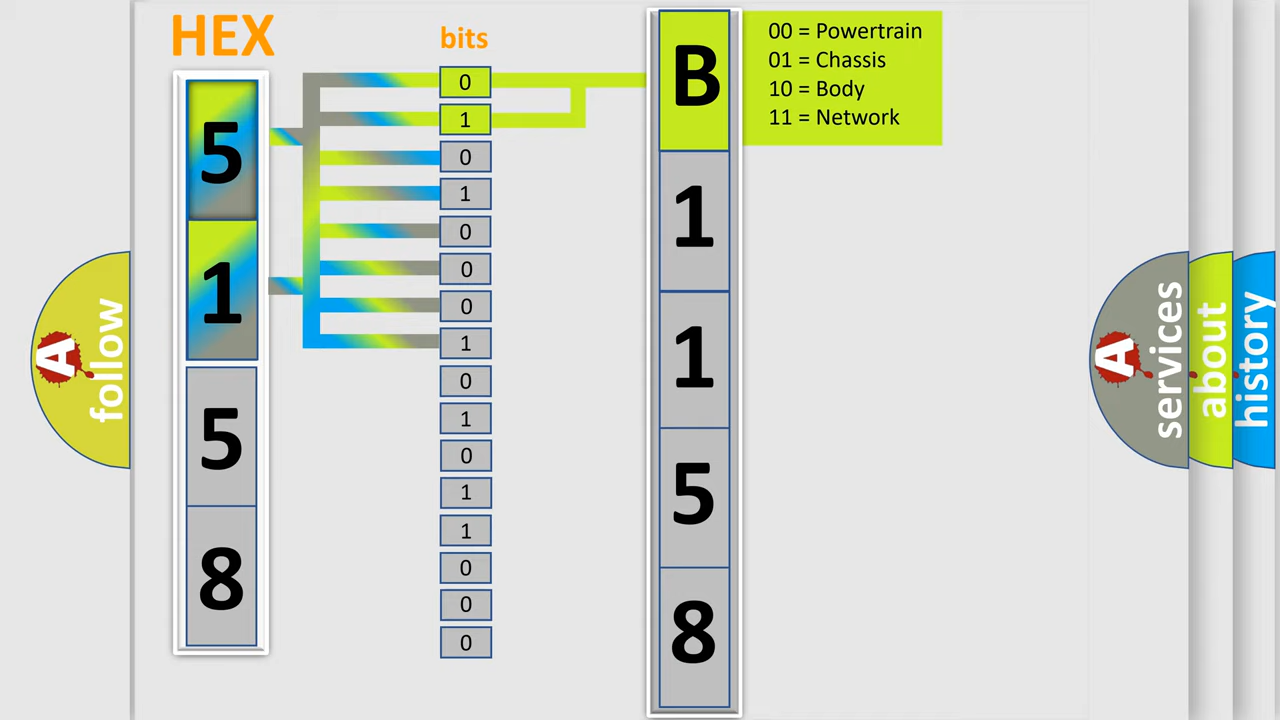 HEX
bits
5
1
5
8
0
1
0
1
0
0
0
1
0
1
0
1
1
0
0
0
B
1
1
5
8
00 = Powertrain
01 = Chassis
10 = Body
11 = Network
A follow
A services
about
history